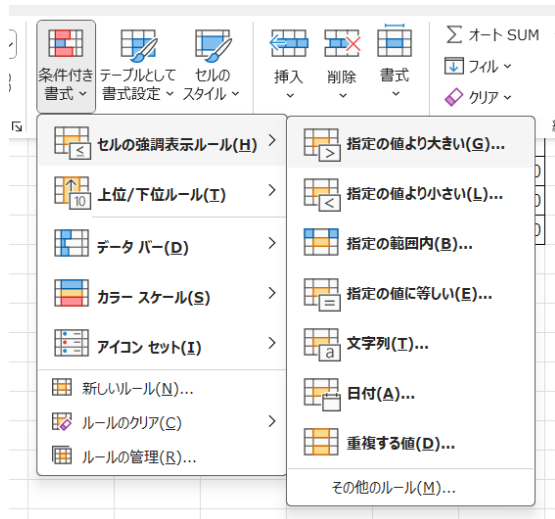 条件付き
書式
テーブルとして
書式設定
セルの
スタイル
挿入
削除
書式
オート SUM
フィル
クリア
セルの強調表示ルール(H)
上位/下位ルール(T)
データ バー(D)
カラー スケール(S)
アイコン セット(I)
新しいルール(N)...
ルールのクリア(C)
ルールの管理(R)...
指定の値より大きい(G)...
指定の値より小さい(L)...
指定の範囲内(B)...
指定の値に等しい(E)...
文字列(T)...
日付(A)...
重複する値(D)...
その他のルール(M)...